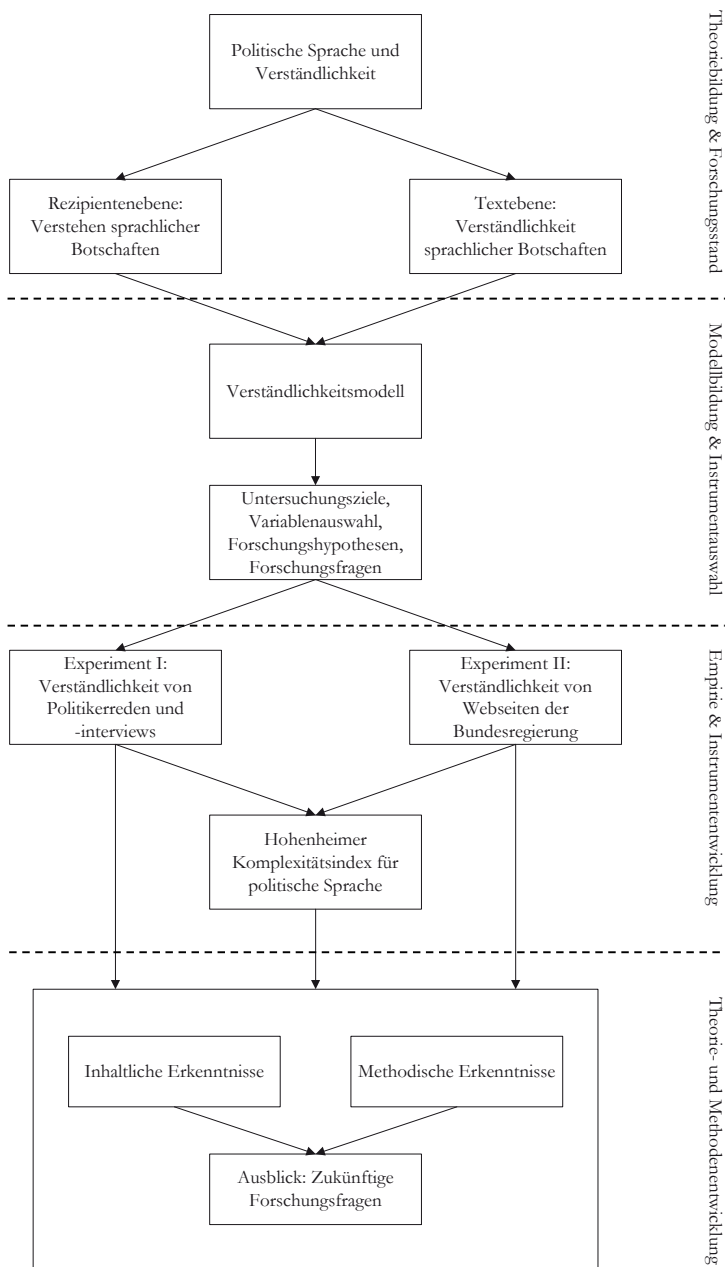 Politische Sprache und
Verständlichkeit
Theoriebildung & Forschungsstand
Rezipientenebene:
Verstehen sprachlicher
Botschaften
Textebene:
Verständlichkeit
sprachlicher Botschaften
Verständlichkeitsmodell
Modellbildung & Instrumentauswahl
Untersuchungsziele,
Variablenauswahl,
Forschungshypothesen,
Forschungsfragen
Experiment I:
Verständlichkeit von
Politikerreden und
-interviews
Experiment II:
Verständlichkeit von
Webseiten der
Bundesregierung
Empirie & Instrumententwicklung
Hohenheimer
Komplexitätsindex für
politische Sprache
Inhaltliche Erkenntnisse
Methodische Erkenntnisse
Theorie- und Methodenentwicklung
Ausblick: Zukünftige
Forschungsfragen